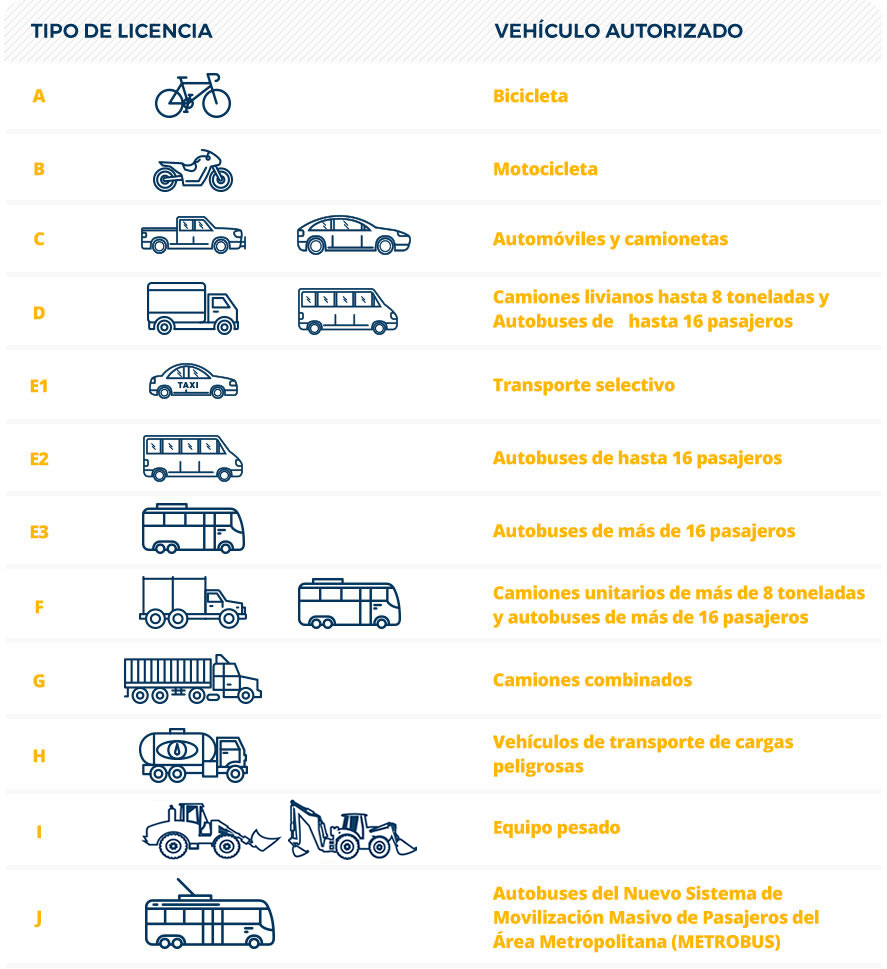 TIPO DE LICENCIA VEHÍCULO AUTORIZADO
A Bicicleta
B Motocicleta
C Automóviles y camionetas
D Camiones livianos hasta 8 toneladas y
Autobuses de hasta 16 pasajeros
E1 TAXI Transporte selectivo
E2 Autobuses de hasta 16 pasajeros
E3 Autobuses de más de 16 pasajeros
F Camiones unitarios de más de 8 toneladas
y autobuses de más de 16 pasajeros
G Camiones combinados
H Vehículos de transporte de cargas
peligrosas
I Equipo pesado
J Autobuses del Nuevo Sistema de
Movilización Masivo de Pasajeros del
Área Metropolitana (METROBUS)